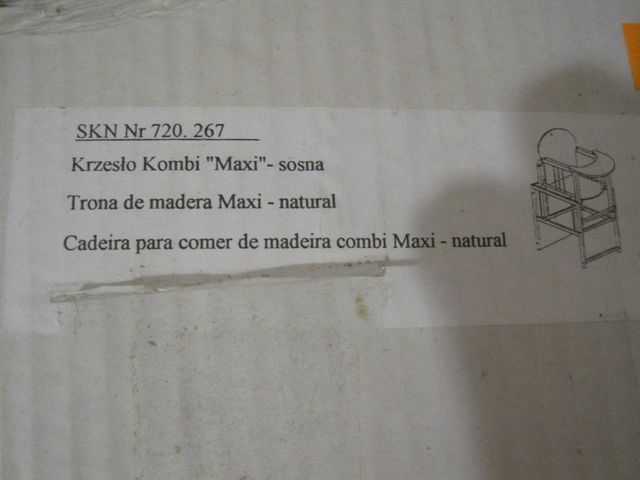 SKN Nr 720. 267
Krzesło Kombi "Maxi"- sosna
Trona de madera Maxi - natural
Cadeira para comer de madeira combi Maxi - natural